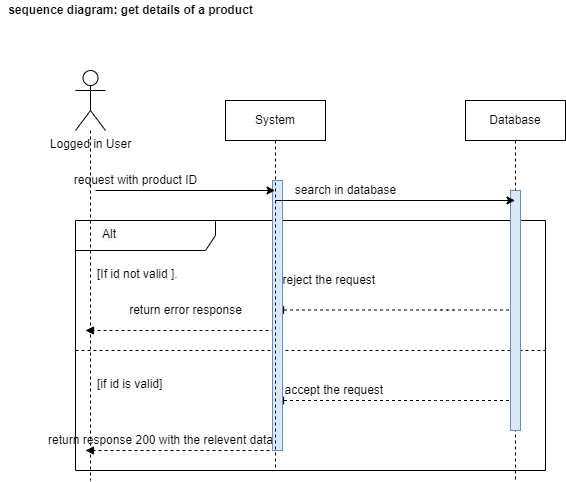 sequence diagram: get details of a product
System
Database
Logged in User
request with product ID
search in database
Alt
[If id not valid ].
reject the request
return error response
[if id is valid]
accept the request
return response 200 with the relevent data